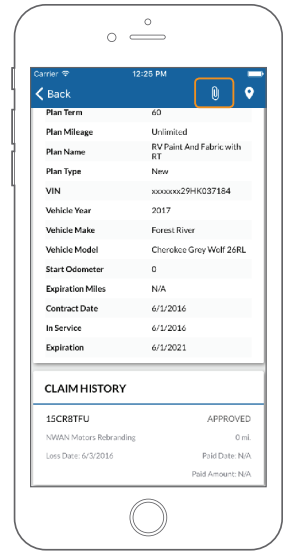 Carrier 12:25 PM
Back
Plan Term 60
Plan Mileage Unlimited
Plan Name RV Paint And Fabric with
RT
Plan Type New
VIN xxxxxxx29HK037184
Vehicle Year 2017
Vehicle Make Forest River
Vehicle Model Cherokee Grey Wolf 26RL
Start Odometer 0
Expiration Miles N/A
Contract Date 6/1/2016
In Service 6/1/2016
Expiration 6/1/2021
CLAIM HISTORY
15CR8TFU APPROVED
NWAN Motors Rebranding 0 mi.
Loss Date: 6/3/2016 Paid Date: N/A
Paid Amount: N/A